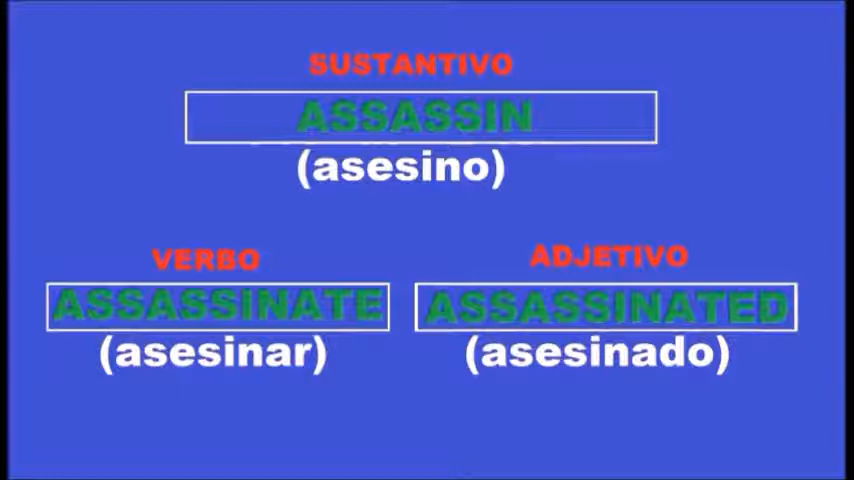 SUSTANTIVO
ASSASSIN
(asesino)
VERBO
ADJETIVO
ASSASSINATE
ASSASSINATED
(asesinar)
(asesinado)